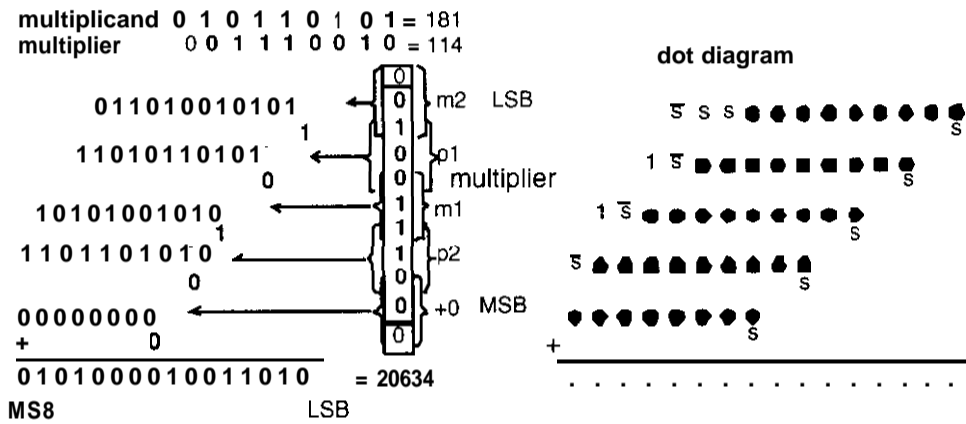 multiplicand 0 1 0 1 1 0 1 0 1 = 181
multiplier 0 0 1 1 1 0 0 1 0 = 114
dot diagram
0
011010010101 0 m2 LSB
s̅ s s
s
1 1
11010110101 0 p1
1 s̅
s
0 0 multiplier
10101001010 1 m1
1 s̅
s
1 1
1101101010 1 p2
s̅
s
0 0
00000000 0 +0 MSB
s
+ 0 0
+
0101000010011010 = 20634
MS8 LSB